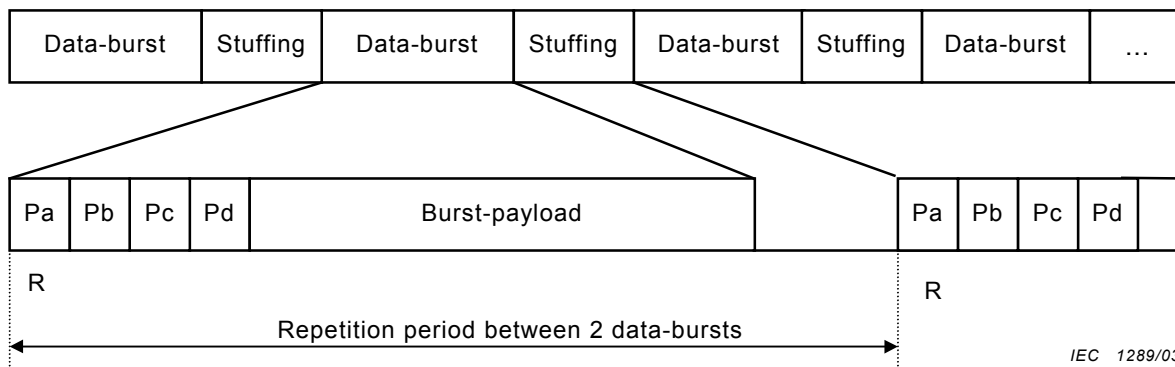 Data-burst Stuffing Data-burst Stuffing Data-burst Stuffing Data-burst ...
Pa Pb Pc Pd Burst-payload Pa Pb Pc Pd
R R
Repetition period between 2 data-bursts
IEC 1289/03